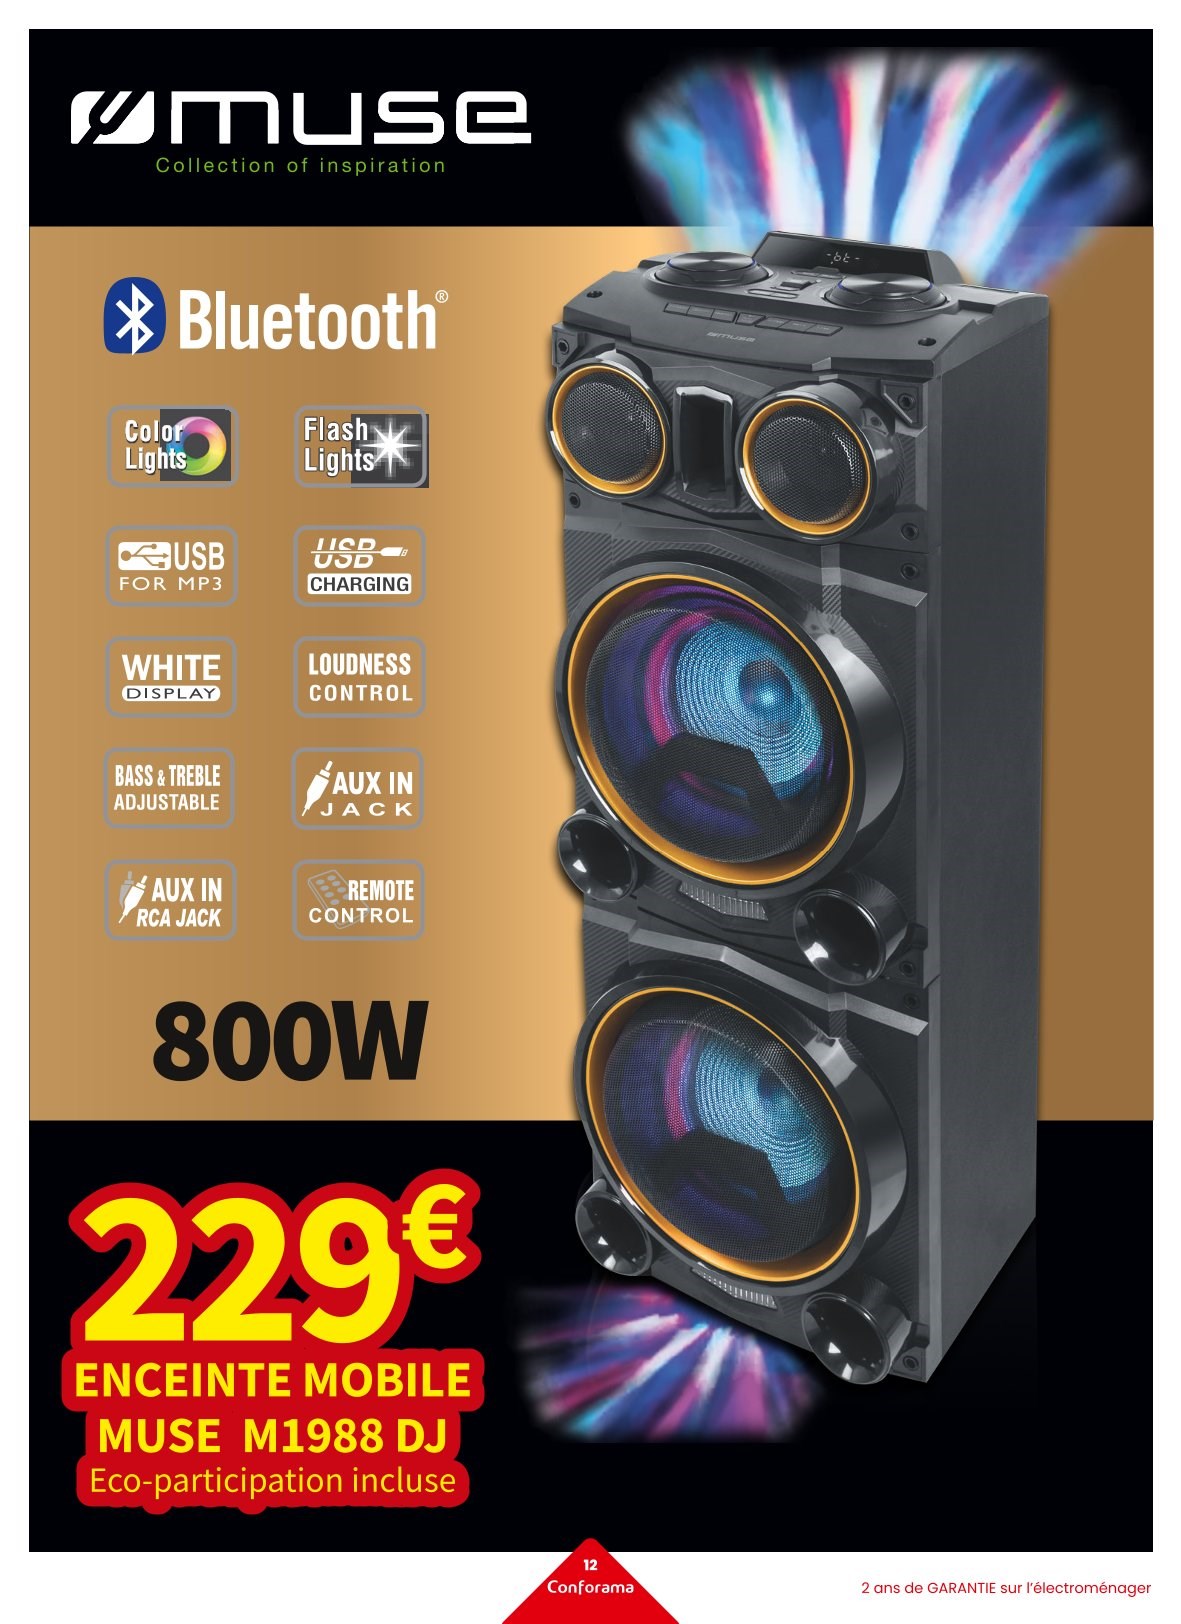 muse
Collection of inspiration
Bluetooth®
Color
Lights
Flash
Lights
USB
FOR MP3
USB
CHARGING
WHITE
DISPLAY
LOUDNESS
CONTROL
BASS & TREBLE
ADJUSTABLE
AUX IN
JACK
AUX IN
RCA JACK
REMOTE
CONTROL
800W
-bt-
muse
229€
ENCEINTE MOBILE
MUSE M1988 DJ
Eco-participation incluse
12
Conforama
2 ans de GARANTIE sur l'électroménager